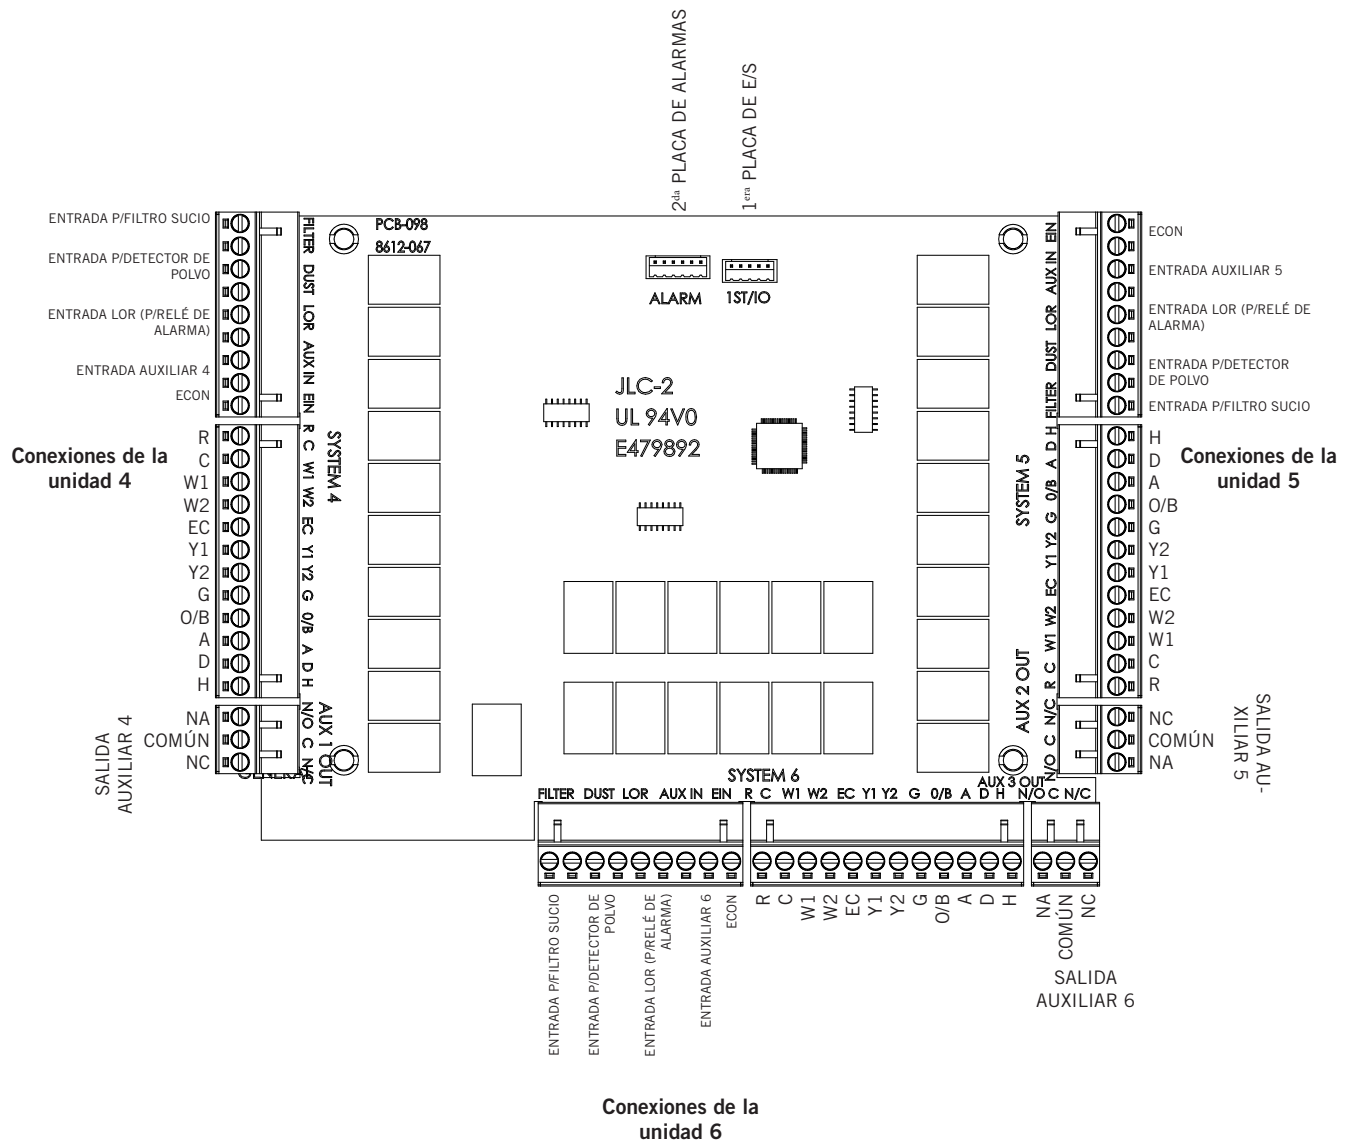 2da PLACA DE ALARMAS
1era PLACA DE E/S
ENTRADA P/FILTRO SUCIO
ENTRADA P/DETECTOR DE
POLVO
ENTRADA LOR (P/RELÉ DE
ALARMA)
ENTRADA AUXILIAR 4
ECON
Conexiones de la
unidad 4
R
C
W1
W2
EC
Y1
Y2
G
O/B
A
D
H
NA
COMÚN
NC
SALIDA
AUXILIAR 4
FILTER DUST LOR AUX IN EIN
R C W1 W2 EC Y1 Y2 G O/B A D H
N/O C N/C
SYSTEM 4
AUX 1 OUT
PCB-098
8612-067
ALARM
1ST/IO
JLC-2
UL 94V0
E479892
SYSTEM 5
AUX 2 OUT
FILTER DUST LOR AUX IN EIN
R C W1 W2 EC Y1 Y2 G O/B A D H
N/O C N/C
ECON
ENTRADA AUXILIAR 5
ENTRADA LOR (P/RELÉ DE
ALARMA)
ENTRADA P/DETECTOR
DE POLVO
ENTRADA P/FILTRO SUCIO
Conexiones de la
unidad 5
H
D
A
O/B
G
Y2
Y1
EC
W2
W1
C
R
NC
COMÚN
NA
SALIDA AU-
XILIAR 5
SYSTEM 6
AUX 3 OUT
FILTER DUST LOR AUX IN EIN R C W1 W2 EC Y1 Y2 G O/B A D H N/O C N/C
ENTRADA P/FILTRO SUCIO
ENTRADA P/DETECTOR DE
POLVO
ENTRADA LOR (P/RELÉ DE
ALARMA)
ENTRADA AUXILIAR 6
ECON
R
C
W1
W2
EC
Y1
Y2
G
O/B
A
D
H
NA
COMÚN
NC
SALIDA
AUXILIAR 6
Conexiones de la
unidad 6